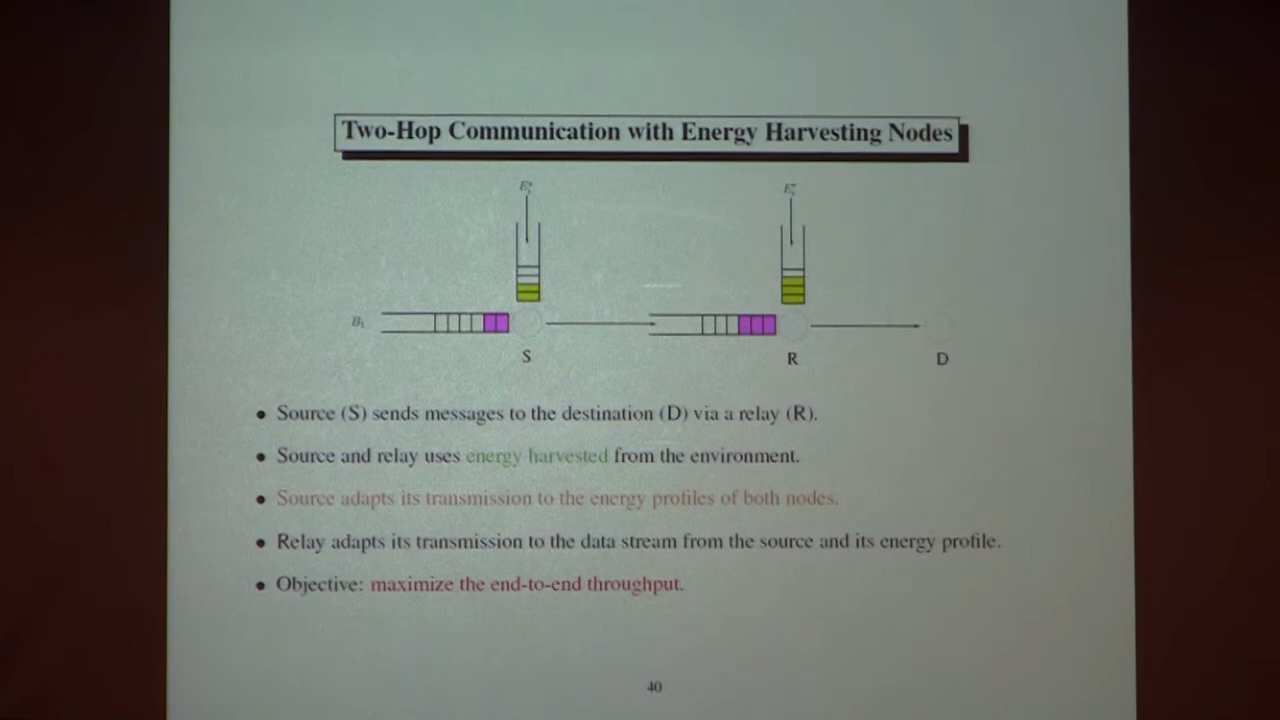 Two-Hop Communication with Energy Harvesting Nodes
S
R
D
• Source (S) sends messages to the destination (D) via a relay (R).
• Source and relay uses energy harvested from the environment.
• Source adapts its transmission to the energy profiles of both nodes.
• Relay adapts its transmission to the data stream from the source and its energy profile.
• Objective: maximize the end-to-end throughput.
40